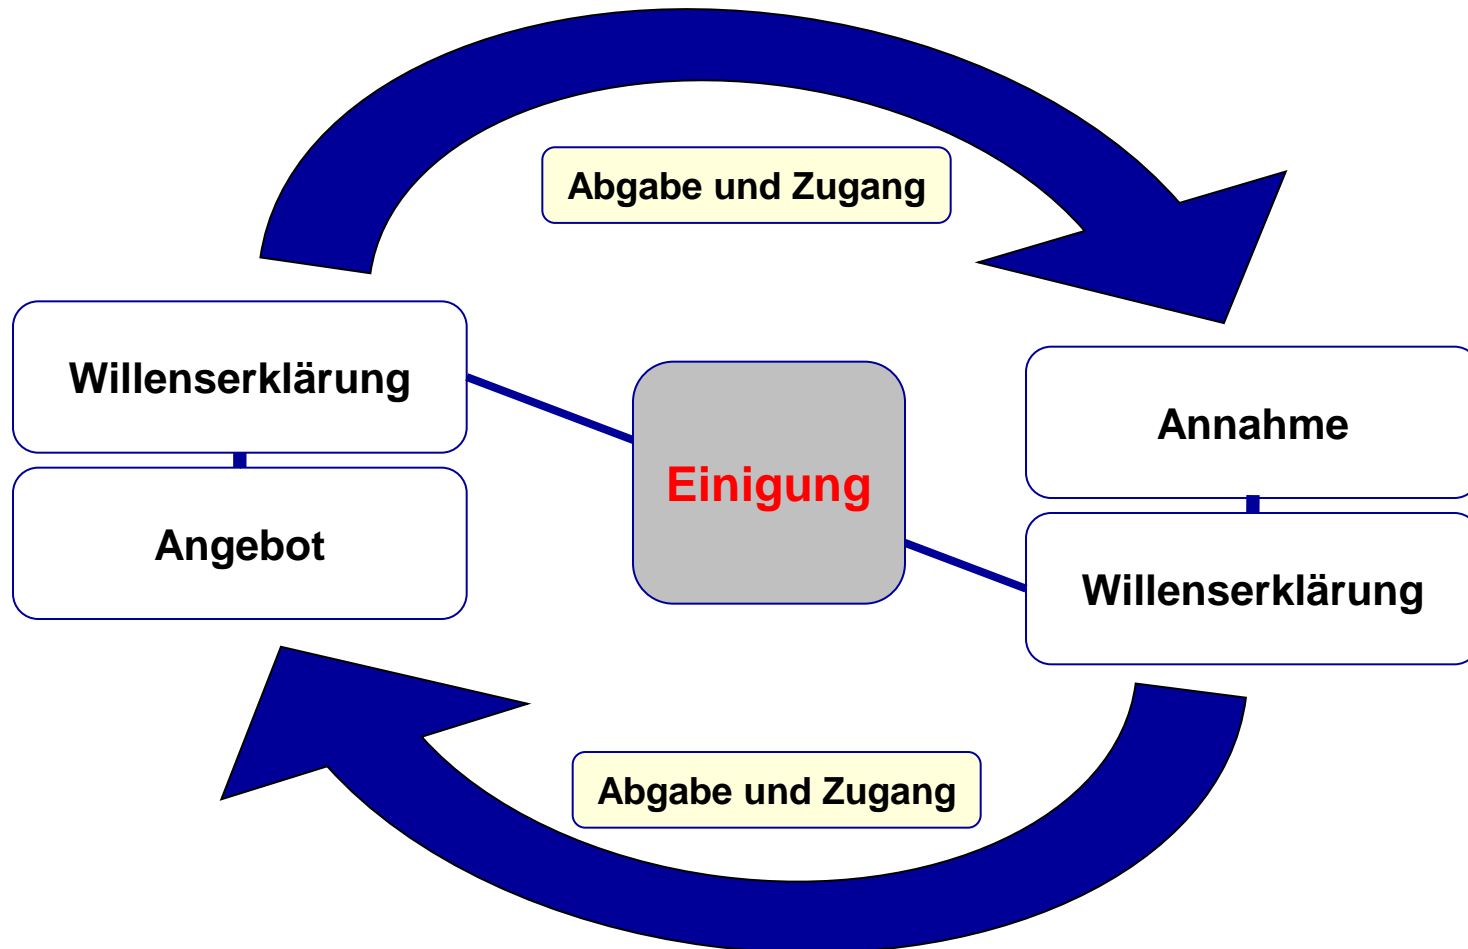 Abgabe und Zugang
Willenserklärung
Angebot
Einigung
Annahme
Willenserklärung
Abgabe und Zugang